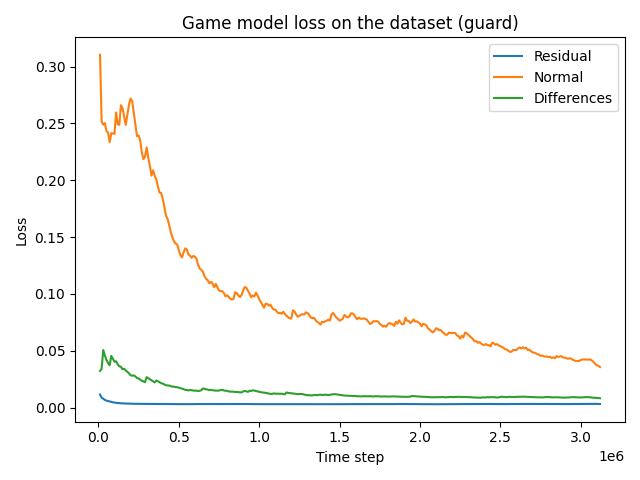 Game model loss on the dataset (guard)
Residual
Normal
Differences
Loss
0.30
0.25
0.20
0.15
0.10
0.05
0.00
0.0
0.5
1.0
1.5
2.0
2.5
3.0
1e6
Time step